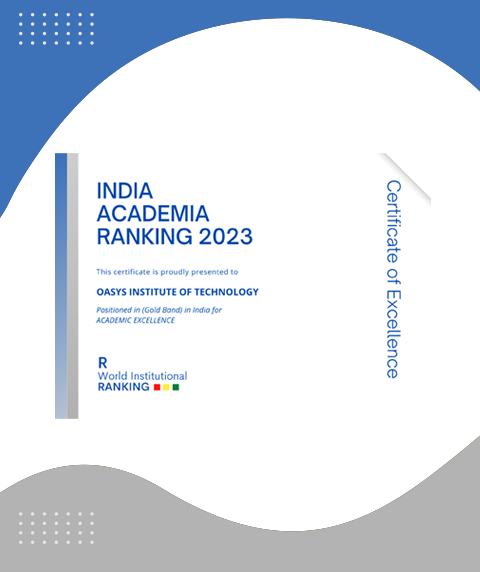 INDIA
ACADEMIA
RANKING 2023
This certificate is proudly presented to
OASYS INSTITUTE OF TECHNOLOGY
Positioned in (Gold Band) in India for
ACADEMIC EXCELLENCE
R
World Institutional
RANKING
Certificate of Excellence